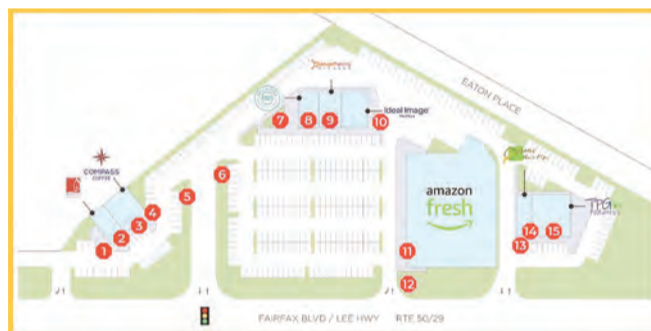 EATON PLACE
Ideal Image
7
8
9
10
COMPASS
COFFEE
6
5
4
3
2
1
amazon
fresh
11
12
13
14
15
FAIRFAX BLVD / LEE HWY RTE 50/29